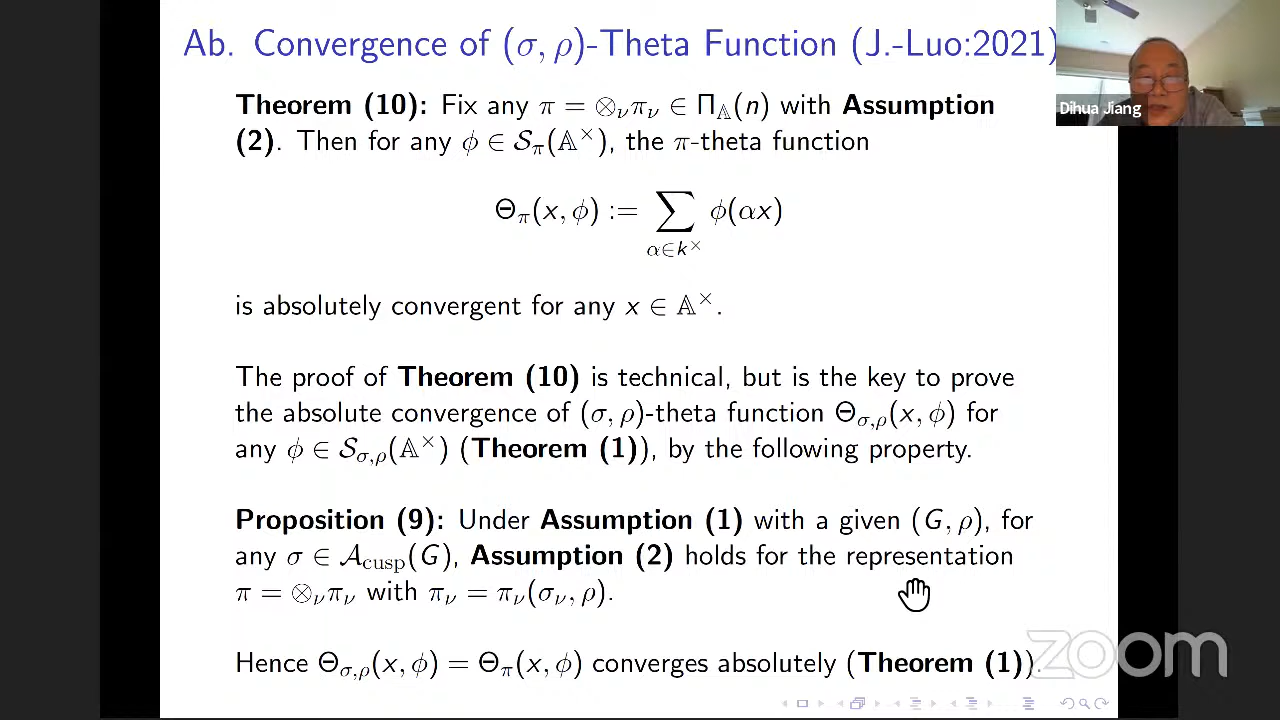 Ab. Convergence of (σ, ρ)-Theta Function (J.-Luo:2021)
Dihua Jiang
Theorem (10): Fix any π = ⊗_ν π_ν ∈ Π_𝔸(n) with Assumption
(2). Then for any ϕ ∈ 𝒮_π(𝔸^×), the π-theta function
Θ_π(x, ϕ) := ∑_{α∈k^×} ϕ(αx)
is absolutely convergent for any x ∈ 𝔸^×.
The proof of Theorem (10) is technical, but is the key to prove
the absolute convergence of (σ, ρ)-theta function Θ_{σ,ρ}(x, ϕ) for
any ϕ ∈ 𝒮_{σ,ρ}(𝔸^×) (Theorem (1)), by the following property.
Proposition (9): Under Assumption (1) with a given (G, ρ), for
any σ ∈ 𝒜_cusp(G), Assumption (2) holds for the representation
π = ⊗_ν π_ν with π_ν = π_ν(σ_ν, ρ).
Hence Θ_{σ,ρ}(x, ϕ) = Θ_π(x, ϕ) converges absolutely (Theorem (1)).
zoom